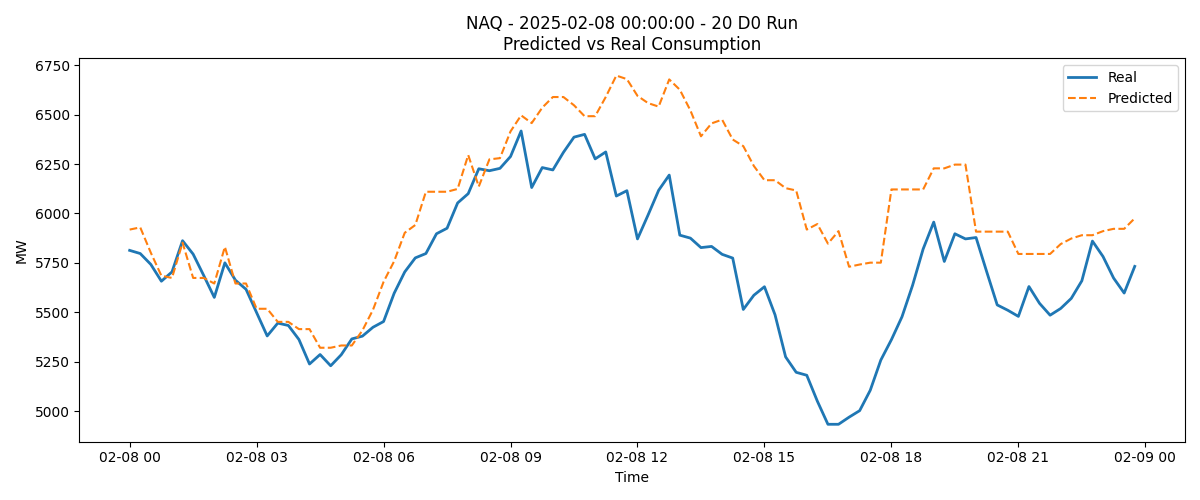 NAQ - 2025-02-08 00:00:00 - 20 D0 Run
Predicted vs Real Consumption
Real
Predicted
6750
6500
6250
6000
5750
5500
5250
5000
MW
02-08 00
02-08 03
02-08 06
02-08 09
02-08 12
02-08 15
02-08 18
02-08 21
02-09 00
Time